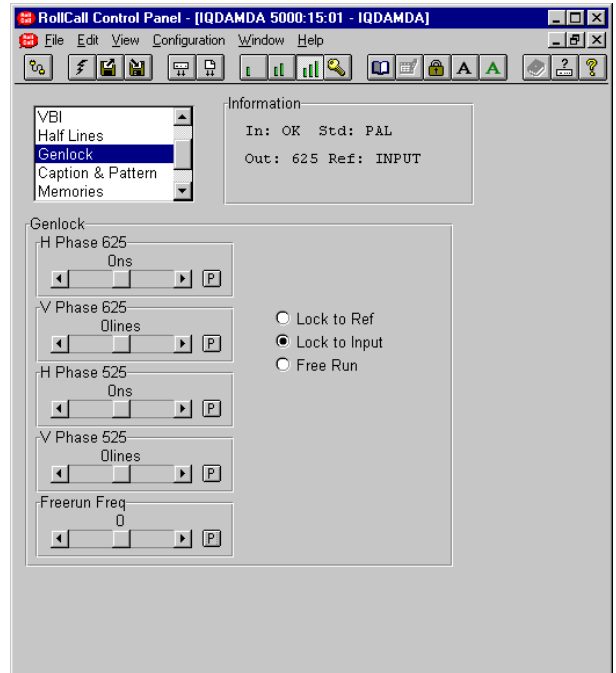 RollCall Control Panel - [IQDAMDA 5000:15:01 - IQDAMDA]
File Edit View Configuration Window Help
A A
VBI
Half Lines
Genlock
Caption & Pattern
Memories
Information
In: OK Std: PAL
Out: 625 Ref: INPUT
Genlock
H Phase 625
0ns
P
V Phase 625
0lines
P
H Phase 525
0ns
P
V Phase 525
0lines
P
Freerun Freq
0
P
Lock to Ref
Lock to Input
Free Run